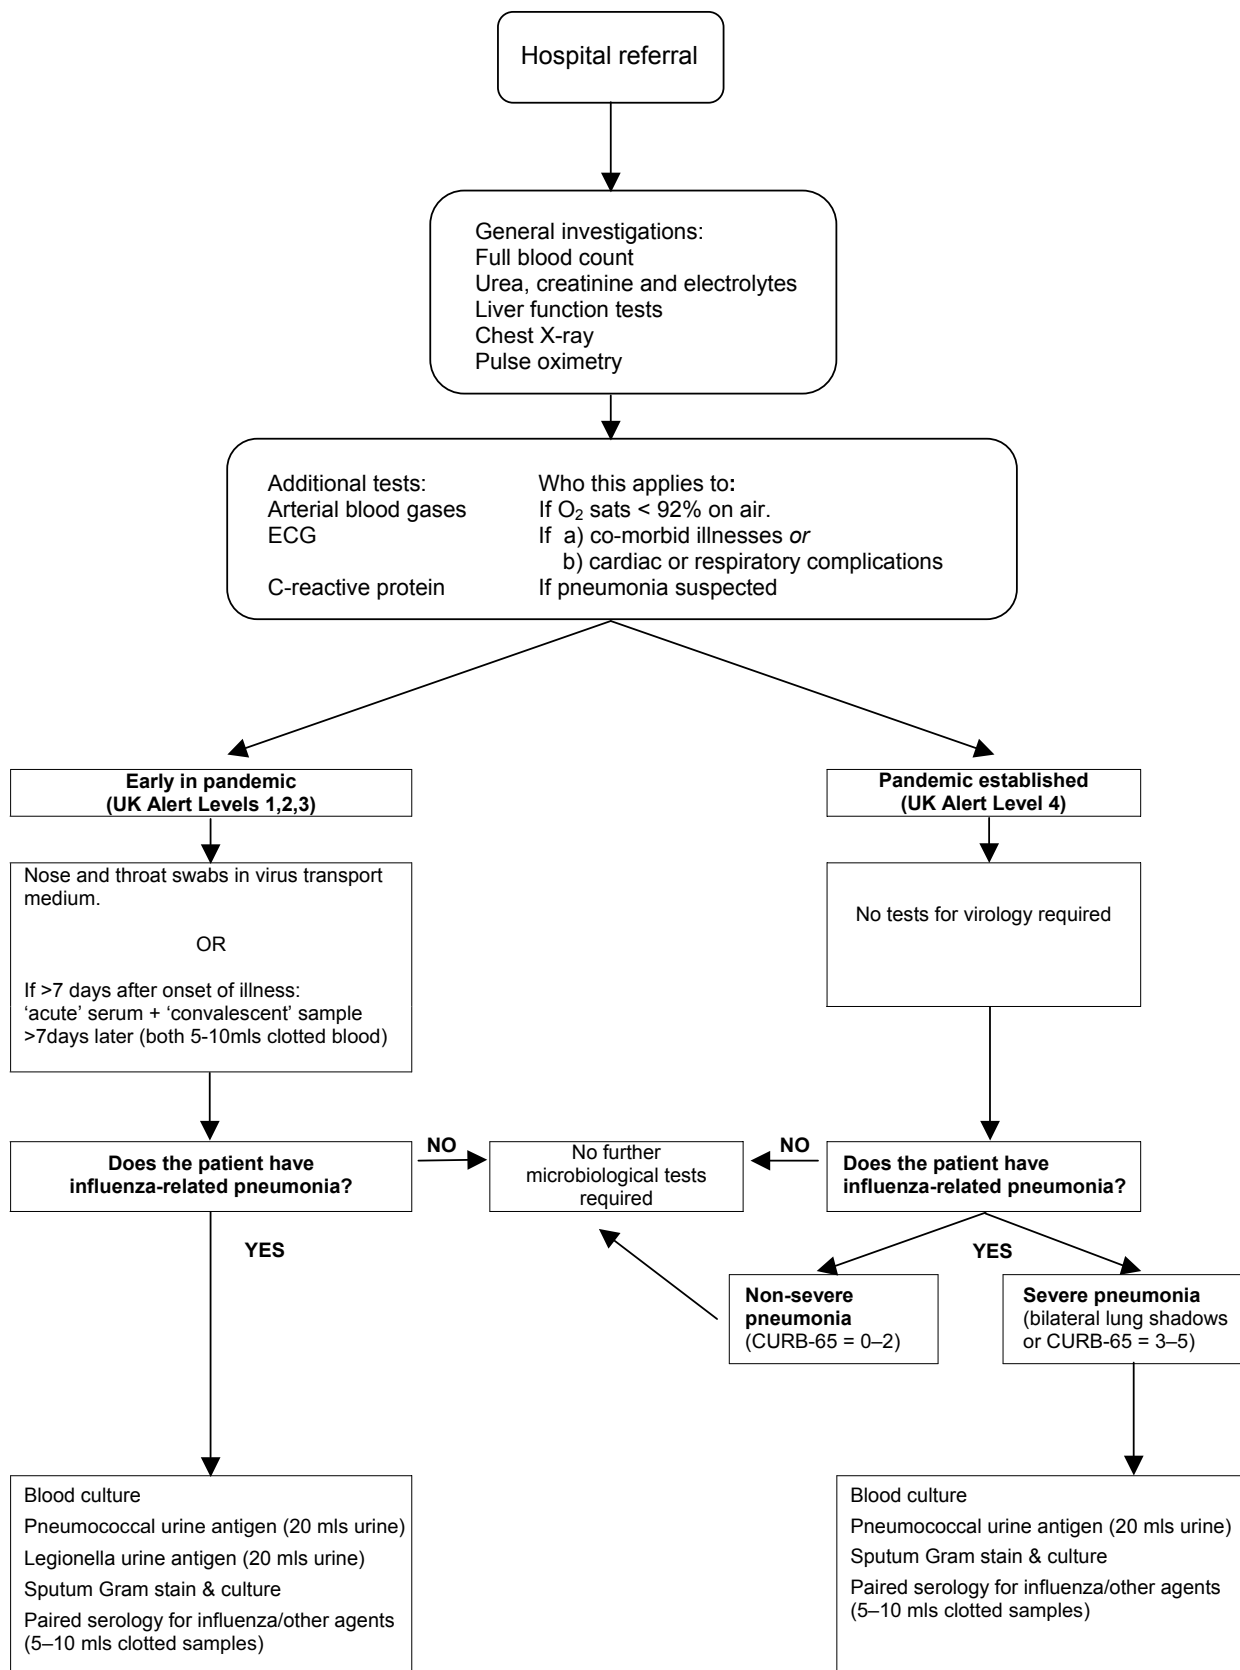 Hospital referral
General investigations:
Full blood count
Urea, creatinine and electrolytes
Liver function tests
Chest X-ray
Pulse oximetry
Additional tests: Who this applies to:
Arterial blood gases If O₂ sats < 92% on air.
ECG If a) co-morbid illnesses or
b) cardiac or respiratory complications
C-reactive protein If pneumonia suspected
Early in pandemic
(UK Alert Levels 1,2,3)
Pandemic established
(UK Alert Level 4)
Nose and throat swabs in virus transport
medium.
OR
If >7 days after onset of illness:
‘acute’ serum + ‘convalescent’ sample
>7days later (both 5-10mls clotted blood)
No tests for virology required
Does the patient have
influenza-related pneumonia?
NO
No further
microbiological tests
required
NO
Does the patient have
influenza-related pneumonia?
YES
YES
Non-severe
pneumonia
(CURB-65 = 0–2)
Severe pneumonia
(bilateral lung shadows
or CURB-65 = 3–5)
Blood culture
Pneumococcal urine antigen (20 mls urine)
Legionella urine antigen (20 mls urine)
Sputum Gram stain & culture
Paired serology for influenza/other agents
(5–10 mls clotted samples)
Blood culture
Pneumococcal urine antigen (20 mls urine)
Sputum Gram stain & culture
Paired serology for influenza/other agents
(5–10 mls clotted samples)